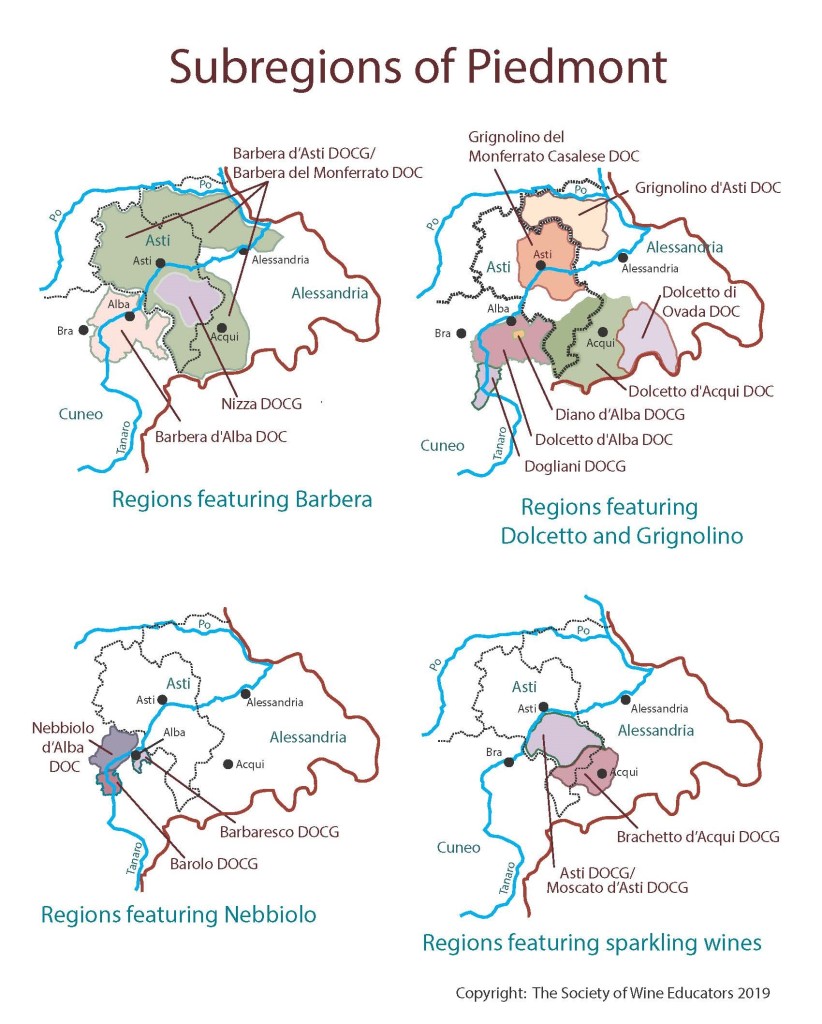 Subregions of Piedmont
Barbera d'Asti DOCG/
Barbera del Monferrato DOC
Po
Po
Asti
Asti
Alessandria
Alessandria
Alba
Bra
Acqui
Nizza DOCG
Cuneo
Barbera d'Alba DOC
Tanaro
Regions featuring Barbera
Grignolino del
Monferrato Casalese DOC
Po
Grignolino d'Asti DOC
Po
Alessandria
Asti
Asti
Alessandria
Dolcetto di
Ovada DOC
Alba
Bra
Acqui
Dolcetto d'Acqui DOC
Diano d'Alba DOCG
Dolcetto d'Alba DOC
Cuneo
Tanaro
Dogliani DOCG
Regions featuring
Dolcetto and Grignolino
Po
Asti
Asti
Alessandria
Nebbiolo
d'Alba
DOC
Alba
Alessandria
Acqui
Barbaresco DOCG
Barolo DOCG
Tanaro
Regions featuring Nebbiolo
Po
Po
Asti
Asti
Alessandria
Alessandria
Bra
Acqui
Brachetto d'Acqui DOCG
Cuneo
Asti DOCG/
Moscato d'Asti DOCG
Tanaro
Regions featuring sparkling wines
Copyright: The Society of Wine Educators 2019